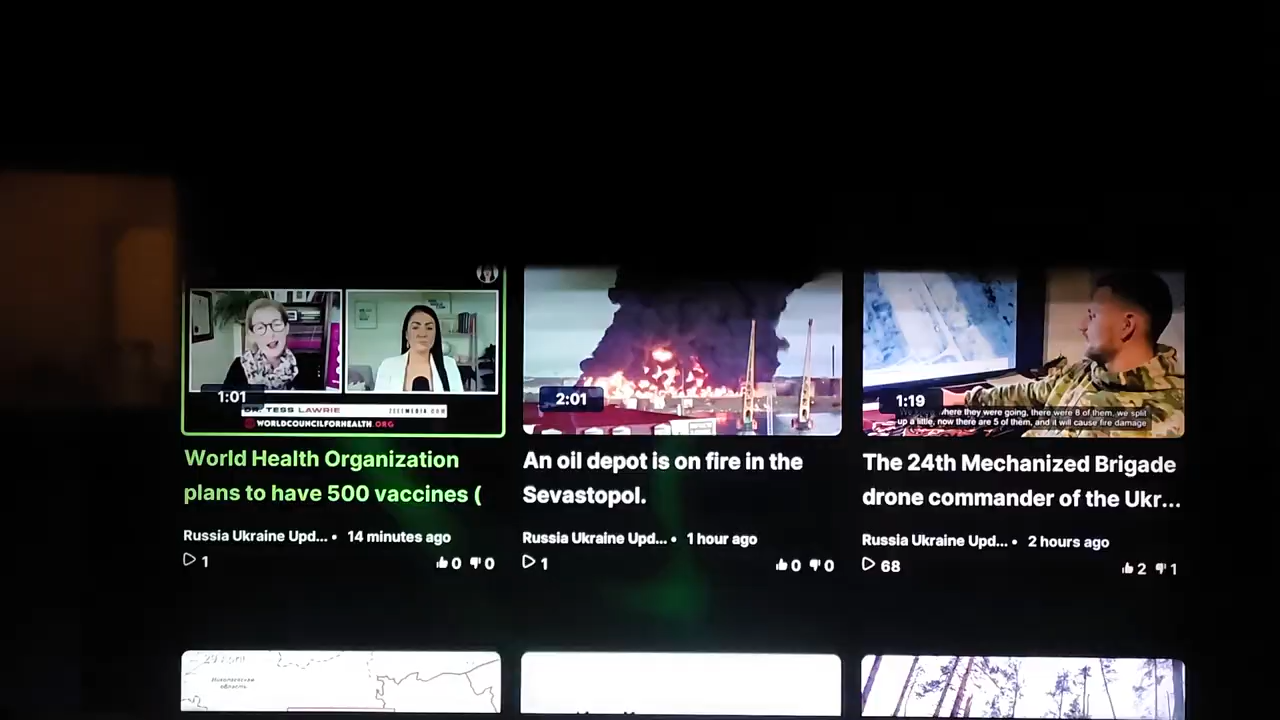 1:01
DR. TESS LAWRIE
ZEEEMEDIA.COM
WORLDCOUNCILFORHEALTH.ORG
World Health Organization
plans to have 500 vaccines (
Russia Ukraine Upd... • 14 minutes ago
1
0 0
2:01
An oil depot is on fire in the
Sevastopol.
Russia Ukraine Upd... • 1 hour ago
1
0 0
1:19
where they were going, there were 8 of them, we split
up a little, now there are 5 of them, and it will cause fire damage
The 24th Mechanized Brigade
drone commander of the Ukr...
Russia Ukraine Upd... • 2 hours ago
68
2 1
Николаевская
область